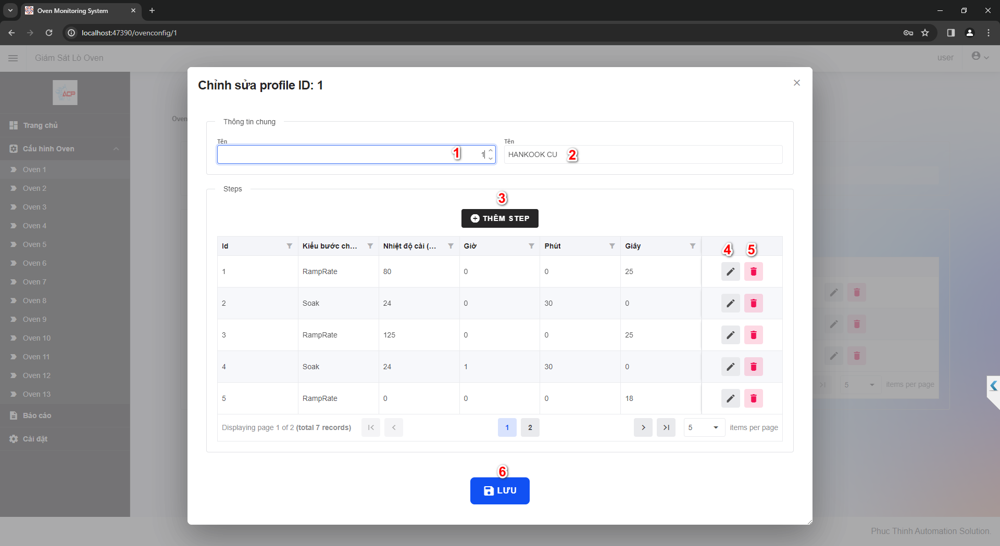 Oven Monitoring System
localhost:47390/ovenconfig/1
Giám Sát Lò Oven
user
ACP
Trang chủ
Cấu hình Oven
Oven 1
Oven 2
Oven 3
Oven 4
Oven 5
Oven 6
Oven 7
Oven 8
Oven 9
Oven 10
Oven 11
Oven 12
Oven 13
Báo cáo
Cài đặt
Oven
Chỉnh sửa profile ID: 1
Thông tin chung
Tên
Tên
1 1
HANKOOK CU 2
Steps
3
THÊM STEP
Id Kiểu bước ch... Nhiệt độ cài (... Giờ Phút Giây 4 5
1 RampRate 80 0 0 25
2 Soak 24 0 30 0
3 RampRate 125 0 0 25
4 Soak 24 1 30 0
5 RampRate 0 0 0 18
Displaying page 1 of 2 (total 7 records) 1 2 5 items per page
6
LƯU
5 items per page
Phuc Thinh Automation Solution.